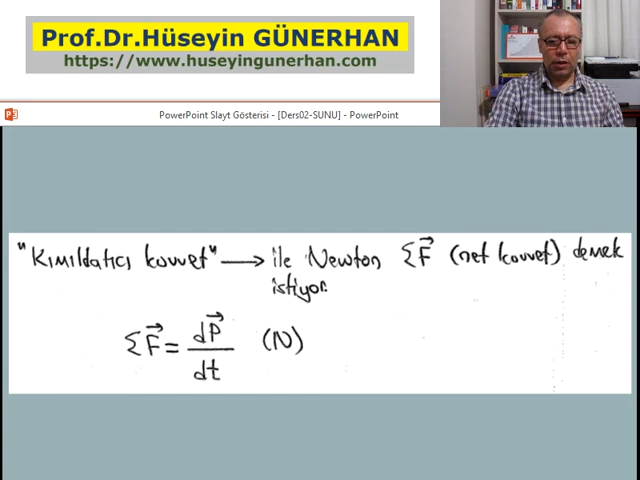 Prof.Dr.Hüseyin GÜNERHAN
https://www.huseyingunerhan.com
PowerPoint Slayt Gösterisi - [Ders02-SUNU] - PowerPoint
"Kımıldatıcı kuvvet" ⟶ ile Newton ΣF⃗ (net kuvvet) demek
istiyor.
ΣF⃗ = dP⃗/dt (N)